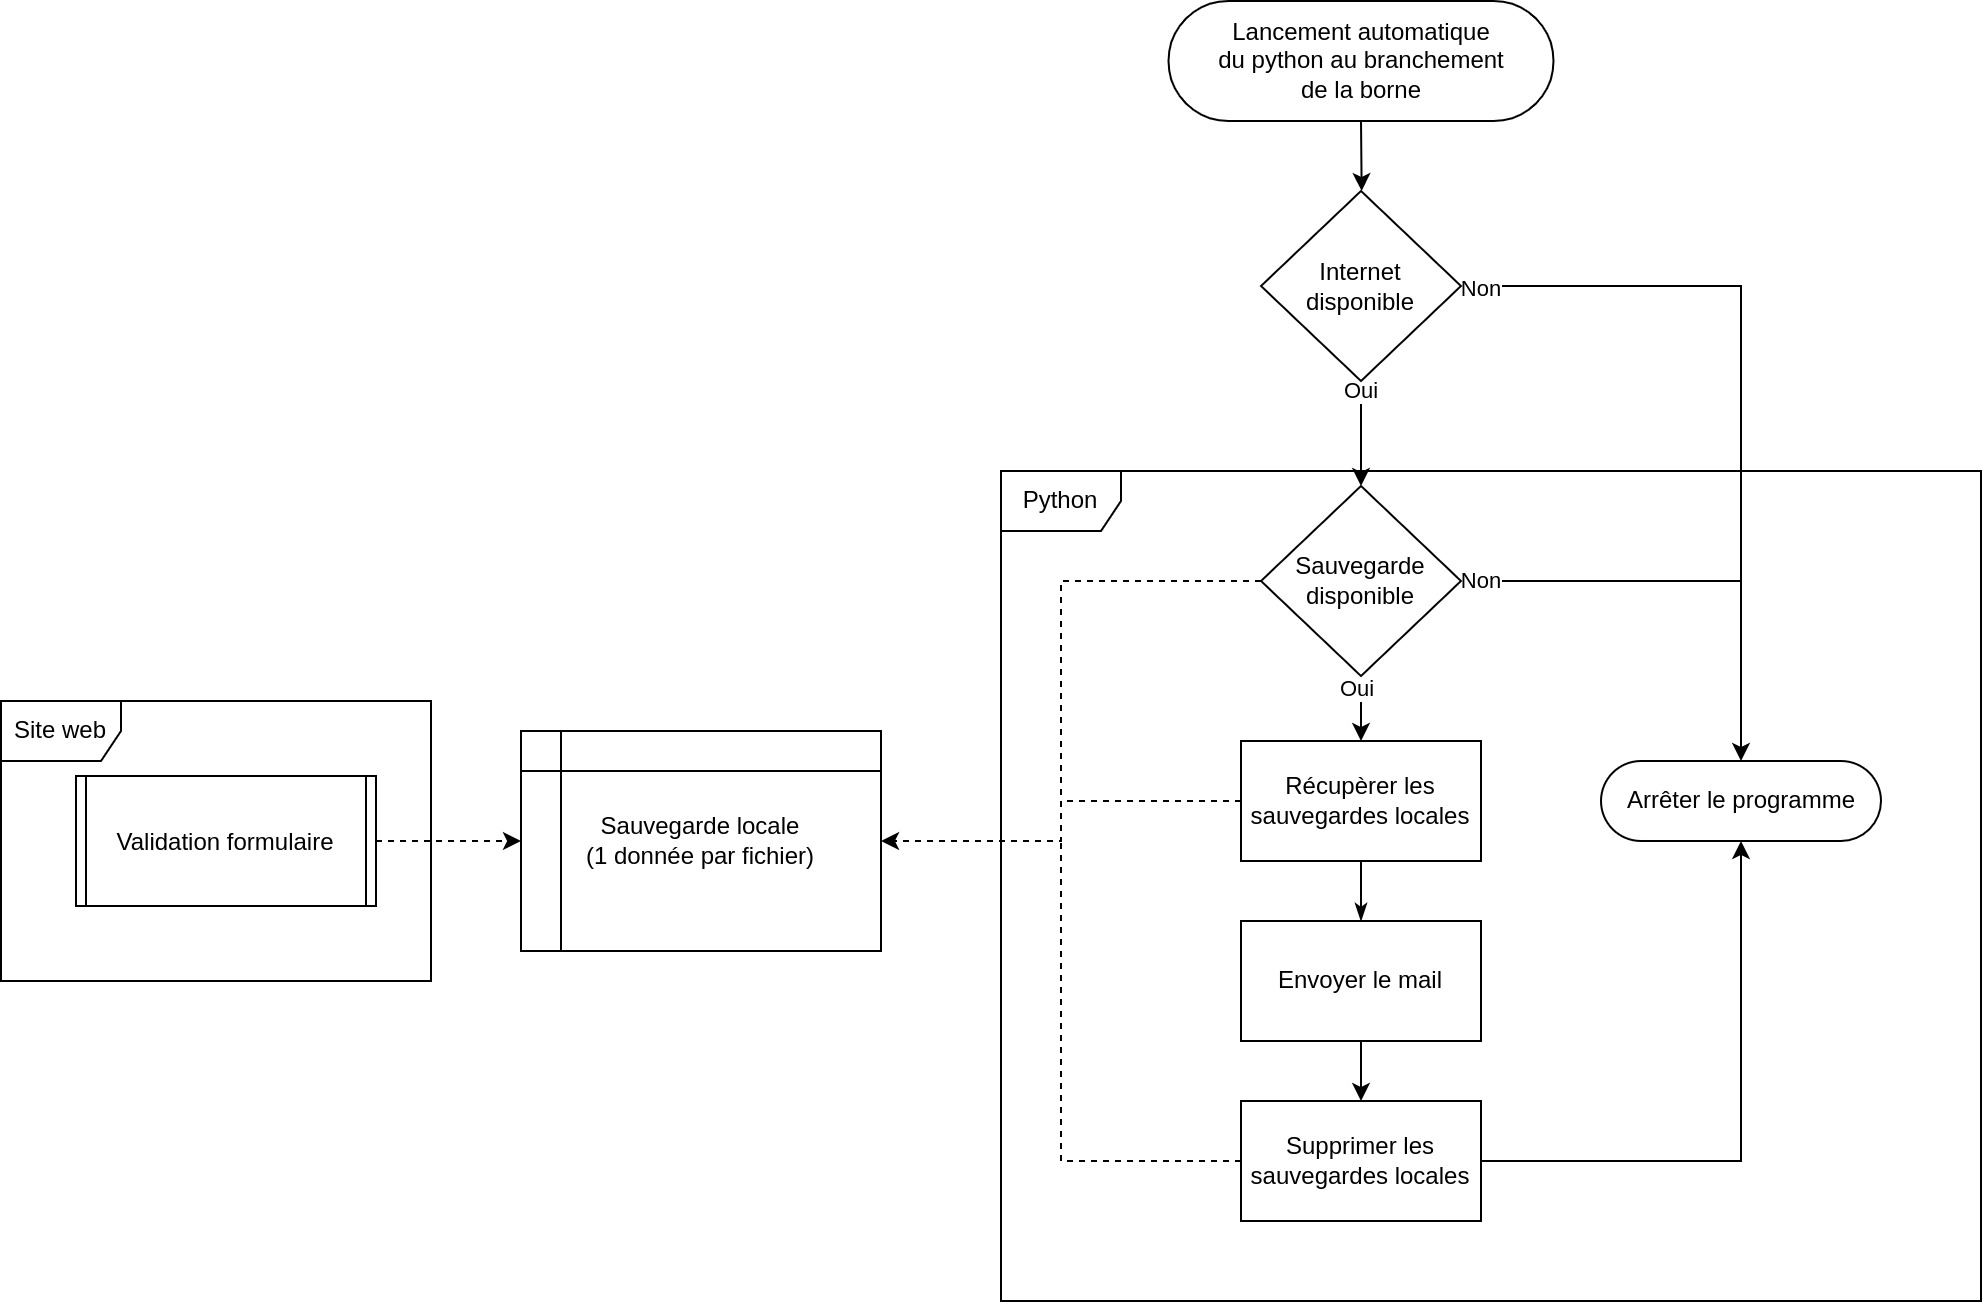 Lancement automatique
du python au branchement
de la borne
Internet
disponible
Non
Oui
Python
Sauvegarde
disponible
Non
Oui
Site web
Validation formulaire
Sauvegarde locale
(1 donnée par fichier)
Récupèrer les
sauvegardes locales
Arrêter le programme
Envoyer le mail
Supprimer les
sauvegardes locales